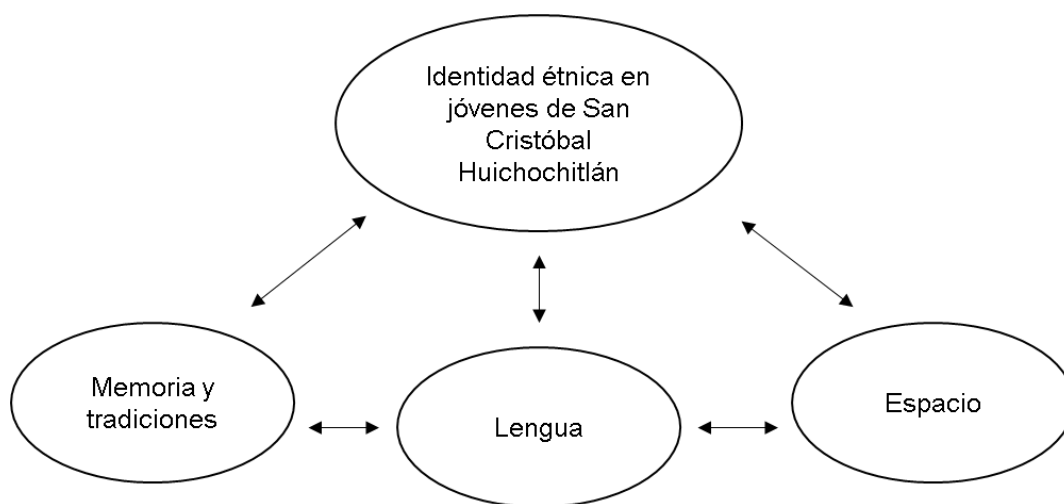 Identidad étnica en
jóvenes de San
Cristóbal
Huichochitlán
Memoria y
tradiciones
Lengua
Espacio